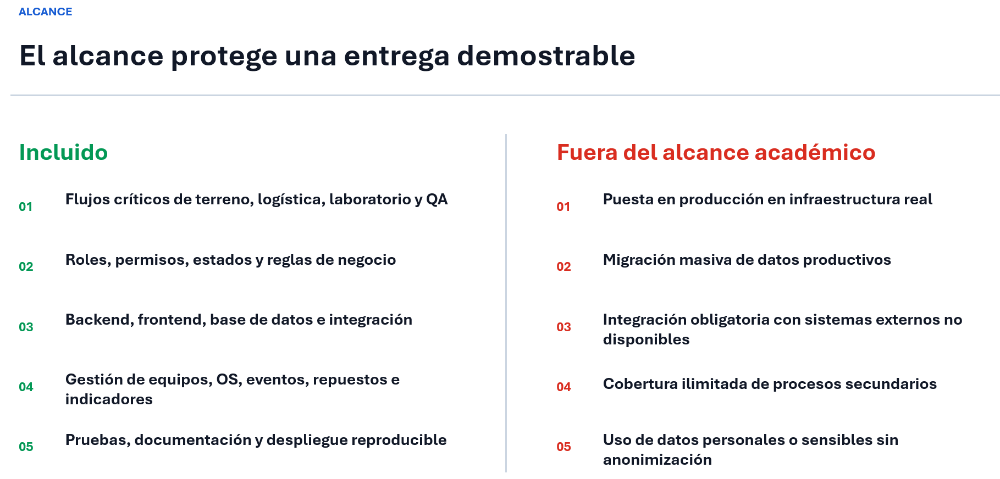 ALCANCE
El alcance protege una entrega demostrable
Incluido
01 Flujos críticos de terreno, logística, laboratorio y QA
02 Roles, permisos, estados y reglas de negocio
03 Backend, frontend, base de datos e integración
04 Gestión de equipos, OS, eventos, repuestos e
indicadores
05 Pruebas, documentación y despliegue reproducible
Fuera del alcance académico
01 Puesta en producción en infraestructura real
02 Migración masiva de datos productivos
03 Integración obligatoria con sistemas externos no
disponibles
04 Cobertura ilimitada de procesos secundarios
05 Uso de datos personales o sensibles sin
anonimización